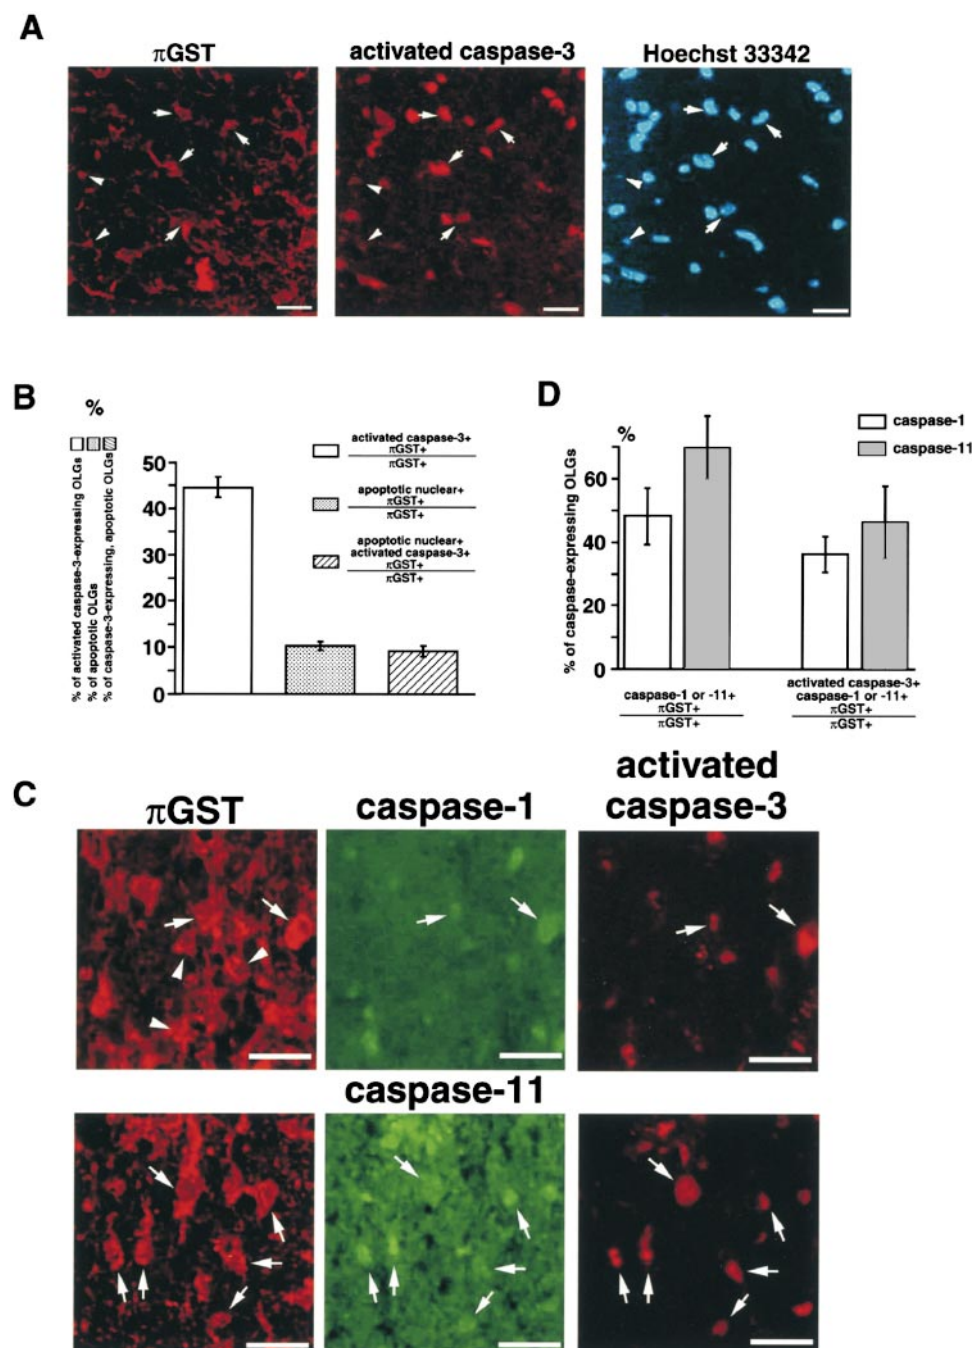 A
πGST
activated caspase-3
Hoechst 33342
B
%
% of activated caspase-3-expressing OLGs
% of apoptotic OLGs
% of caspase-3-expressing, apoptotic OLGs
50
40
30
20
10
0
activated caspase-3+
πGST+
πGST+
apoptotic nuclear+
πGST+
πGST+
apoptotic nuclear+
activated caspase-3+
πGST+
πGST+
D
%
% of caspase-expressing OLGs
60
40
20
0
caspase-1
caspase-11
caspase-1 or -11+
πGST+
πGST+
activated caspase-3+
caspase-1 or -11+
πGST+
πGST+
C
πGST
caspase-1
activated
caspase-3
caspase-11